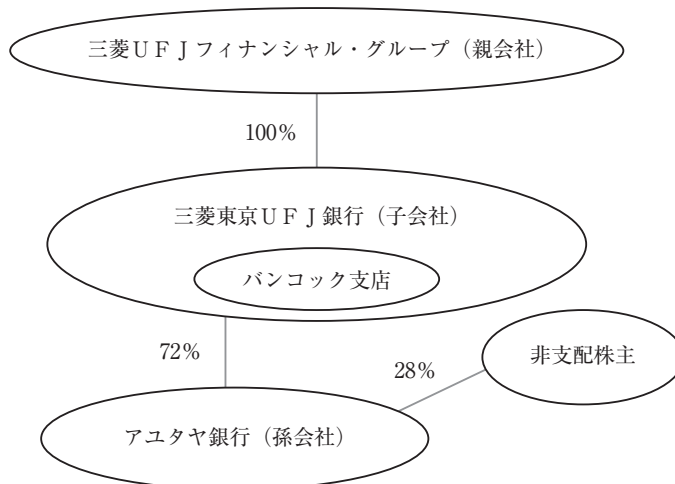 三菱ＵＦＪフィナンシャル・グループ（親会社）
100%
三菱東京ＵＦＪ銀行（子会社）
バンコック支店
72%
28%
非支配株主
アユタヤ銀行（孫会社）